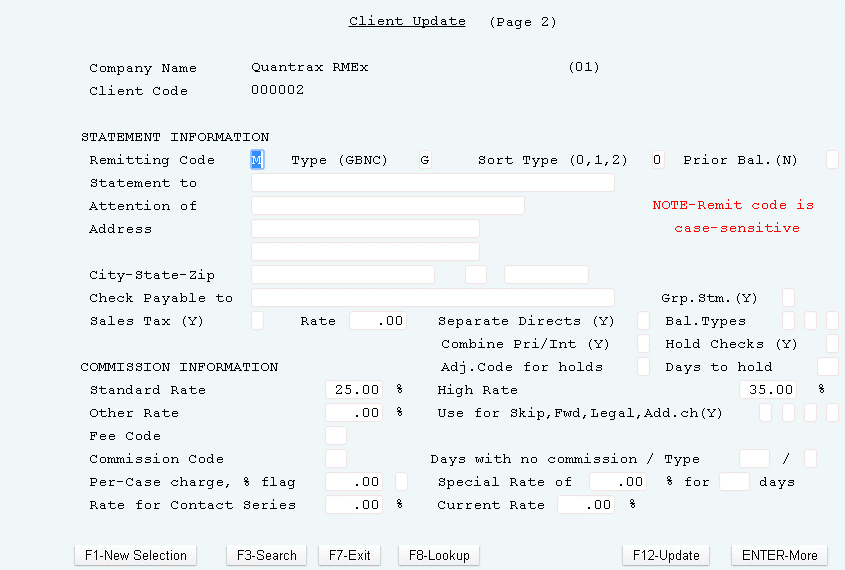 Client Update (Page 2)
Company Name Quantrax RMEx (01)
Client Code 000002
STATEMENT INFORMATION
Remitting Code M Type (GBNC) G Sort Type (0,1,2) 0 Prior Bal.(N)
Statement to
Attention of NOTE-Remit code is
Address case-sensitive
City-State-Zip
Check Payable to Grp.Stm.(Y)
Sales Tax (Y) Rate .00 Separate Directs (Y) Bal.Types
Combine Pri/Int (Y) Hold Checks (Y)
COMMISSION INFORMATION Adj.Code for holds Days to hold
Standard Rate 25.00 % High Rate 35.00 %
Other Rate .00 % Use for Skip,Fwd,Legal,Add.ch(Y)
Fee Code
Commission Code Days with no commission / Type /
Per-Case charge, % flag .00 Special Rate of .00 % for days
Rate for Contact Series .00 % Current Rate .00 %
F1-New Selection F3-Search F7-Exit F8-Lookup F12-Update ENTER-More